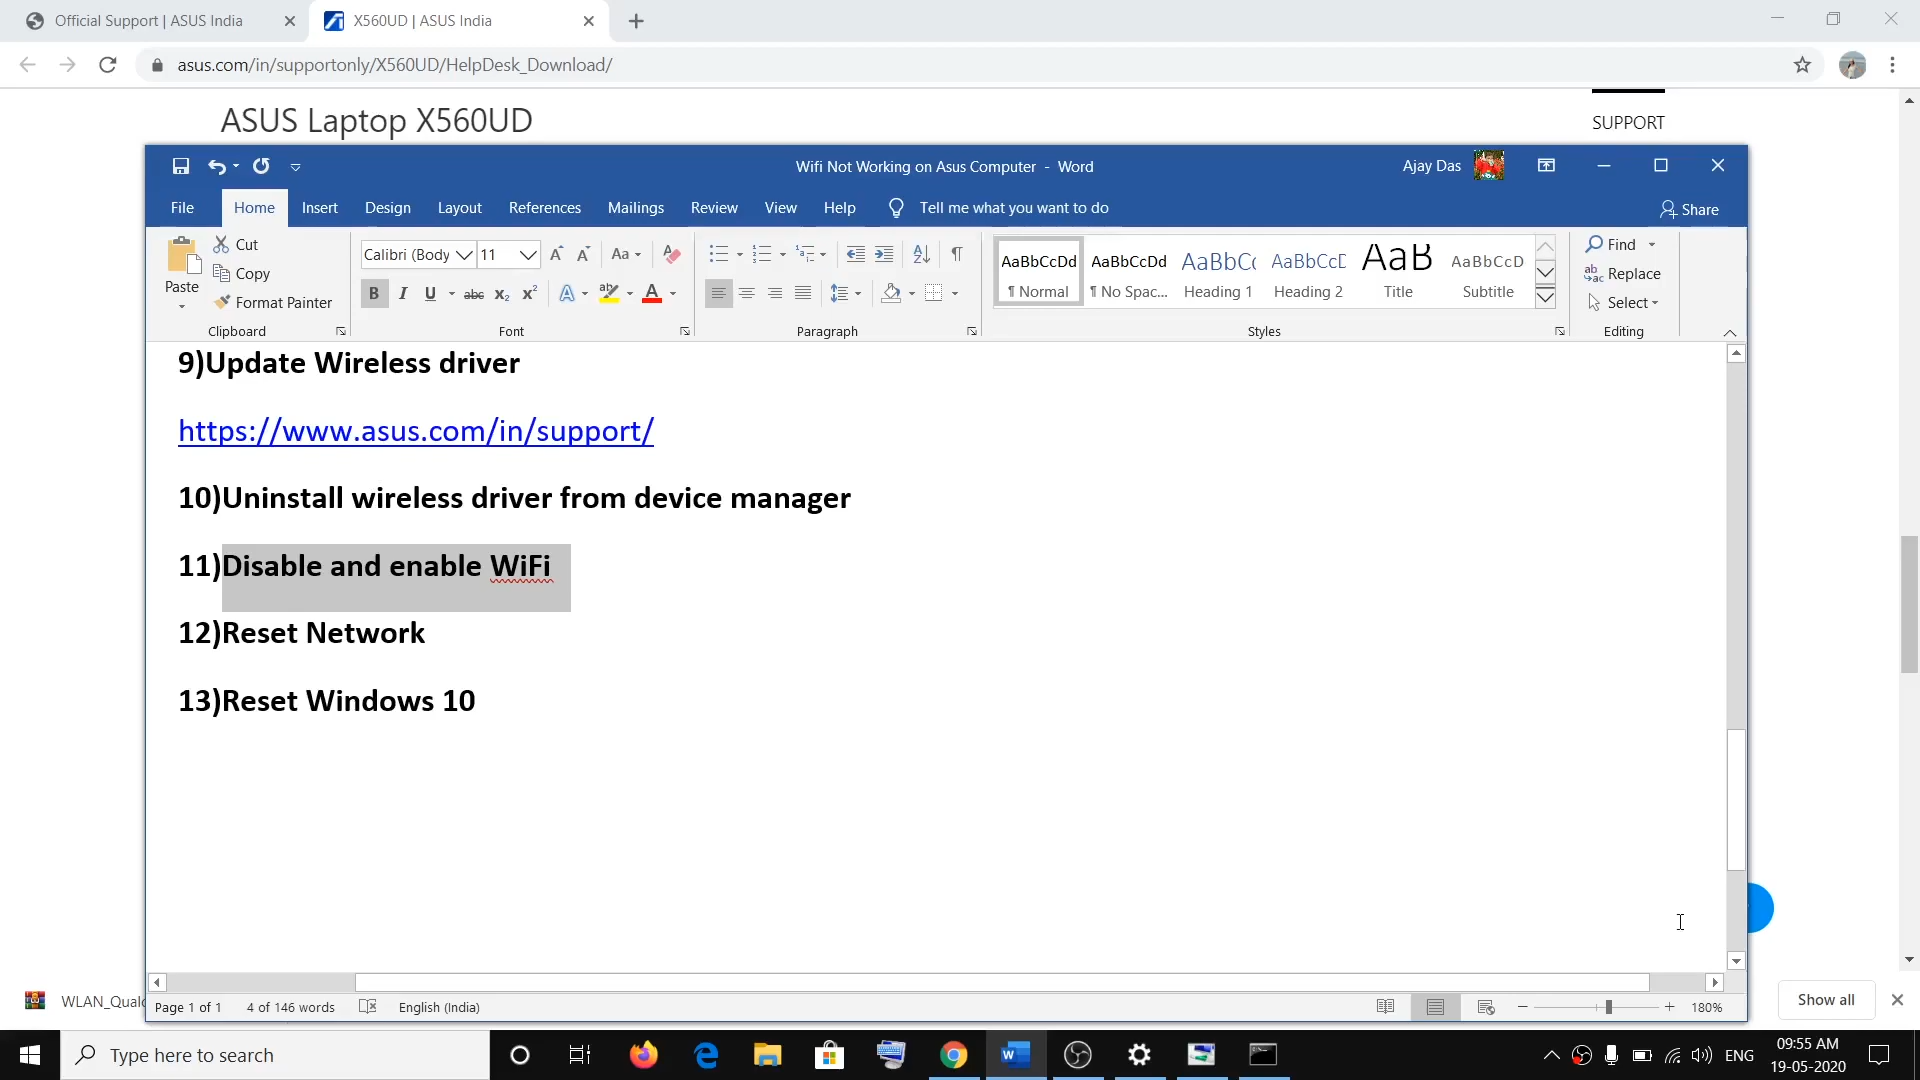 Official Support | ASUS India
X560UD | ASUS India
asus.com/in/supportonly/X560UD/HelpDesk_Download/
ASUS Laptop X560UD
SUPPORT
Wifi Not Working on Asus Computer - Word
Ajay Das
File Home Insert Design Layout References Mailings Review View Help Tell me what you want to do Share
Paste
Cut
Copy
Format Painter
Clipboard
Calibri (Body 11
Font
Paragraph
AaBbCcDd AaBbCcDd AaBbC AaBbCcE AaB AaBbCcD
¶ Normal ¶ No Spac... Heading 1 Heading 2 Title Subtitle
Styles
Find
Replace
Select
Editing
9)Update Wireless driver
https://www.asus.com/in/support/
10)Uninstall wireless driver from device manager
11)Disable and enable WiFi
12)Reset Network
13)Reset Windows 10
WLAN_Qualc
Page 1 of 1 4 of 146 words English (India) 180%
Show all
Type here to search
ENG
09:55 AM
19-05-2020